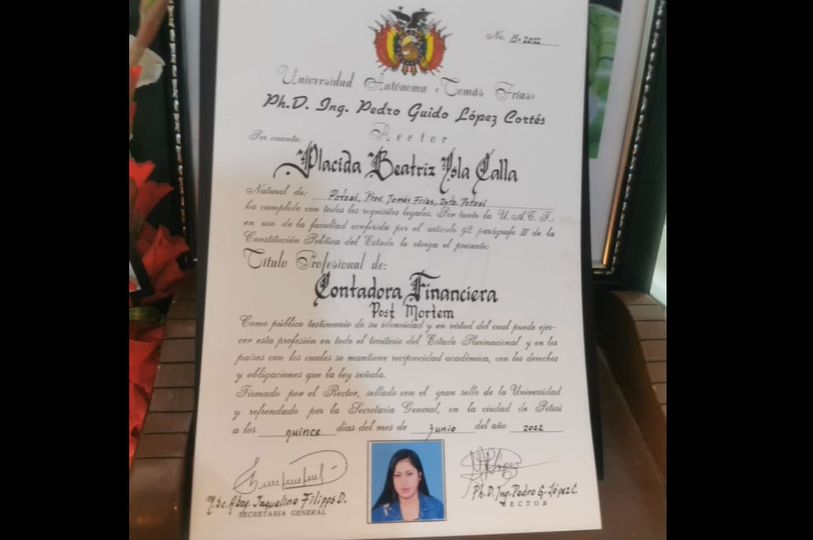 No. 13-2022
Universidad Autónoma "Tomás Frías"
Ph.D. Ing. Pedro Guido López Cortés
Rector
Por cuanto:
Placida Beatriz Isla Calla
Natural de: Potosí, Prov. Tomás Frías, Dpto. Potosí
ha cumplido con todos los requisitos legales. Por tanto la U.A.T.F.;
en uso de la facultad conferida por el artículo 92 parágrafo III de la
Constitución Política del Estado le otorga el presente:
Título Profesional de:
Contadora Financiera
Post Mortem
Como público testimonio de su idoneidad y en virtud del cual puede ejer-
cer esta profesión en todo el territorio del Estado Plurinacional y en los
países con los cuales se mantiene reciprocidad académica, con los derechos
y obligaciones que la ley señala.
Firmado por el Rector, sellado con el gran sello de la Universidad
y refrendado por la Secretaría General, en la ciudad de Potosí
a los quince días del mes de junio del año 2022
M.Sc. Abog. Jaquelino Filipps D.
SECRETARIA GENERAL
Ph.D. Ing. Pedro G. López C.
RECTOR